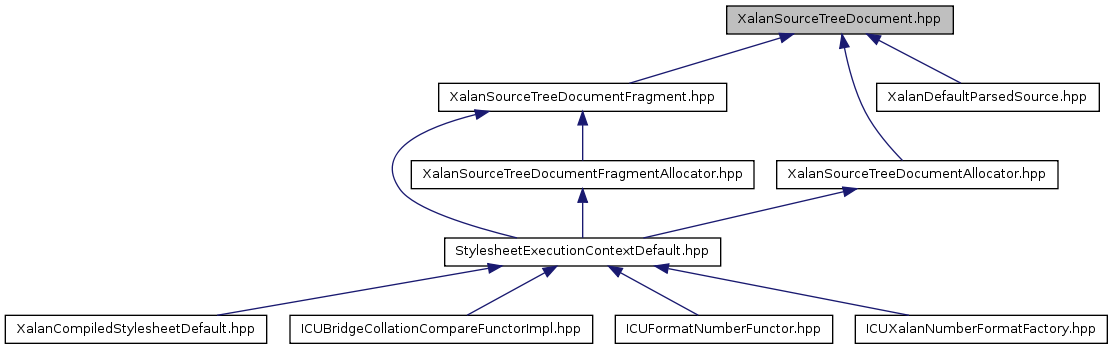 XalanSourceTreeDocument.hpp
XalanSourceTreeDocumentFragment.hpp
XalanDefaultParsedSource.hpp
XalanSourceTreeDocumentFragmentAllocator.hpp
XalanSourceTreeDocumentAllocator.hpp
StylesheetExecutionContextDefault.hpp
XalanCompiledStylesheetDefault.hpp
ICUBridgeCollationCompareFunctorImpl.hpp
ICUFormatNumberFunctor.hpp
ICUXalanNumberFormatFactory.hpp